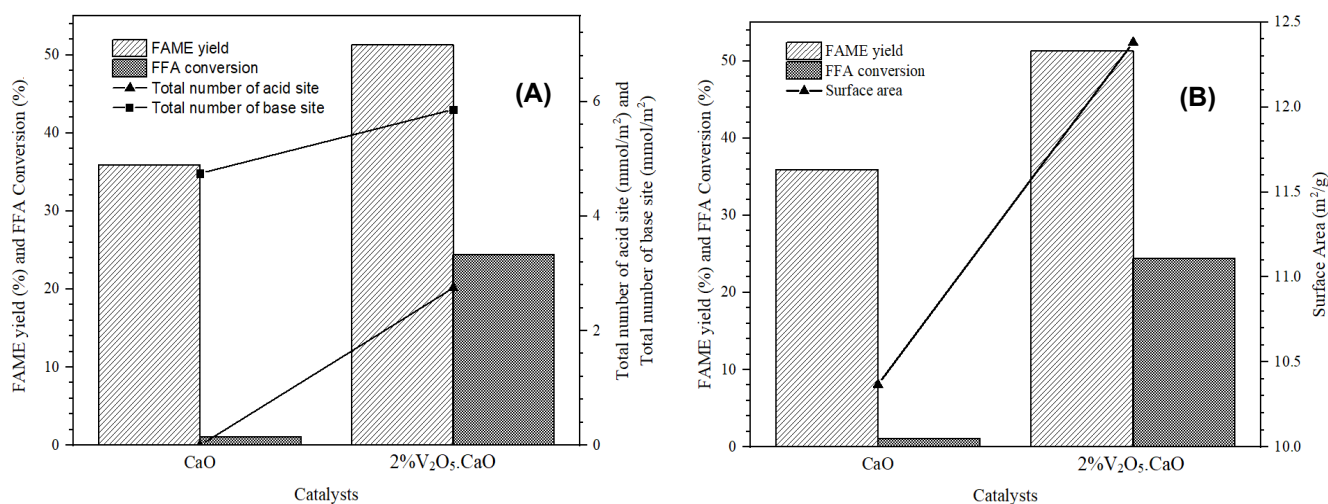 FAME yield (%) and FFA Conversion (%)
50
40
30
20
10
0
FAME yield
FFA conversion
Total number of acid site
Total number of base site
(A)
6
4
2
0
Total number of acid site (mmol/m²) and
Total number of base site (mmol/m²)
CaO
2%V₂O₅.CaO
Catalysts
FAME yield (%) and FFA Conversion (%)
50
40
30
20
10
0
FAME yield
FFA conversion
Surface area
(B)
12.5
12.0
11.5
11.0
10.5
10.0
Surface Area (m²/g)
CaO
2%V₂O₅.CaO
Catalysts